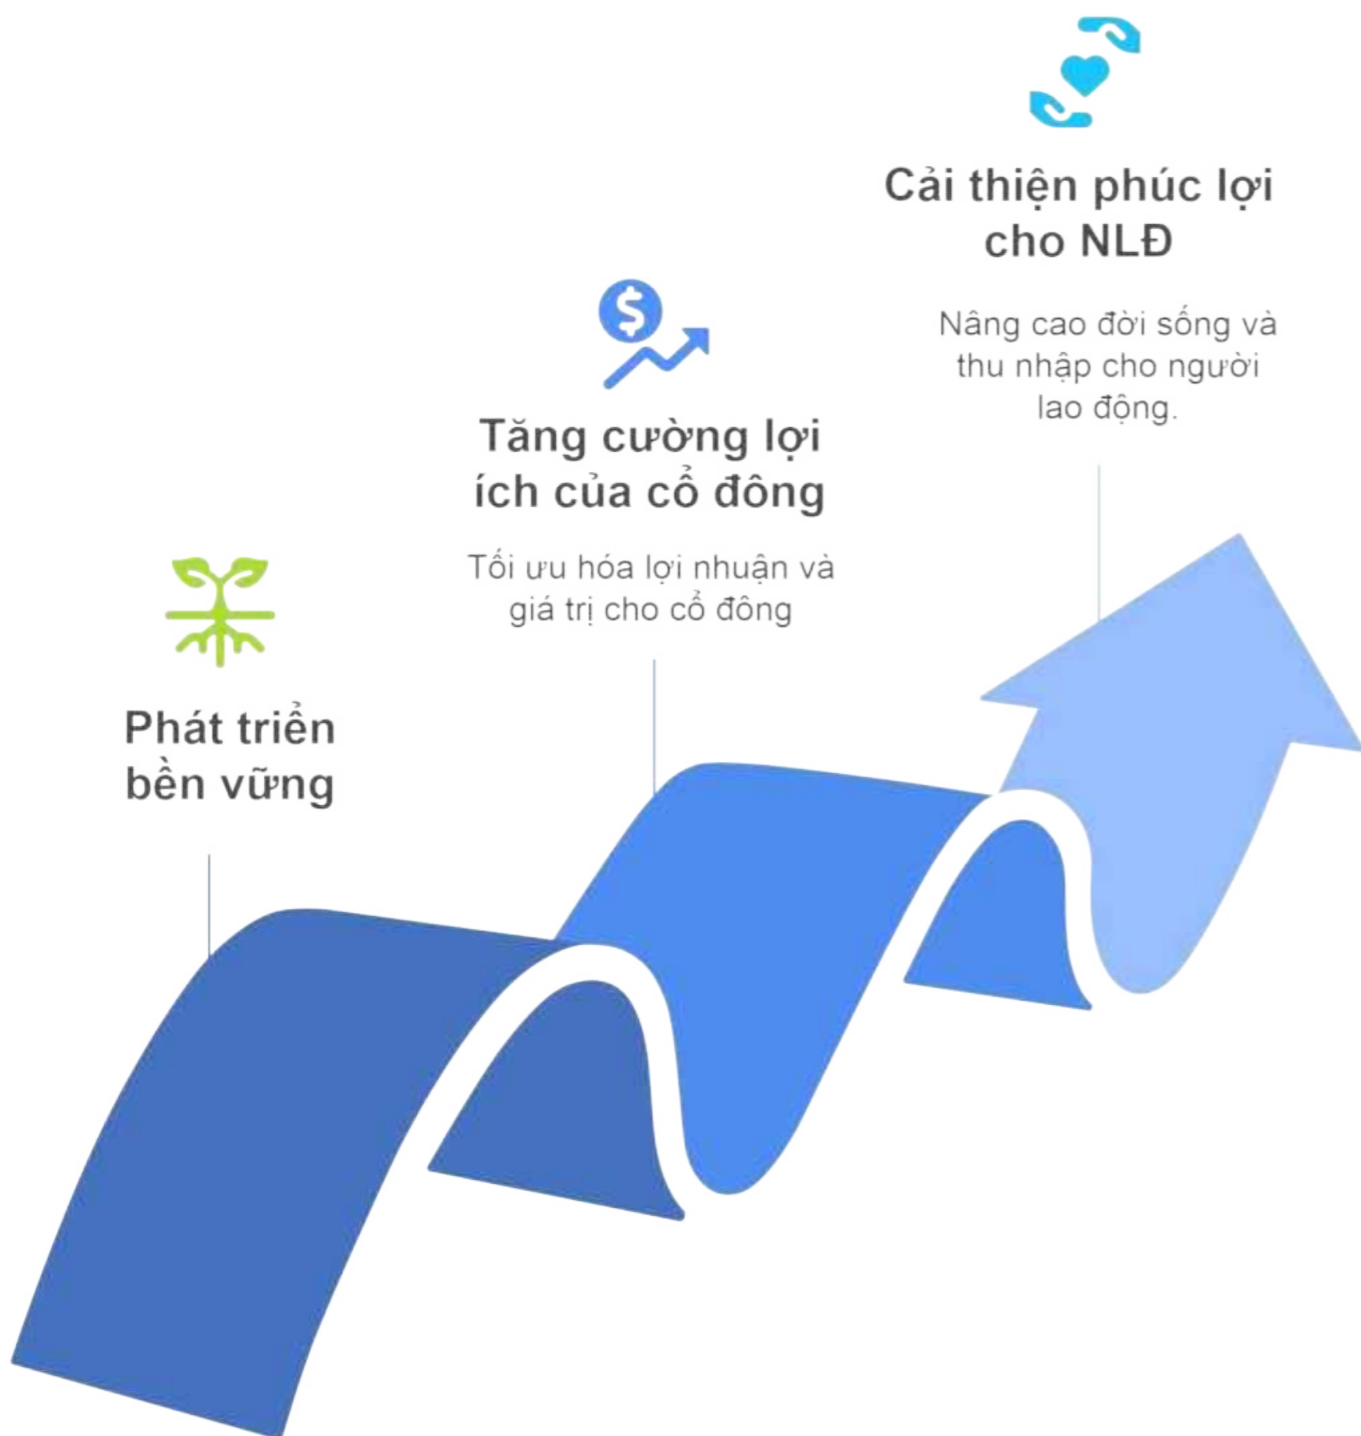 Cải thiện phúc lợi
cho NLĐ
Nâng cao đời sống và
thu nhập cho người
lao động.
Tăng cường lợi
ích của cổ đông
Tối ưu hóa lợi nhuận và
giá trị cho cổ đông
Phát triển
bền vững